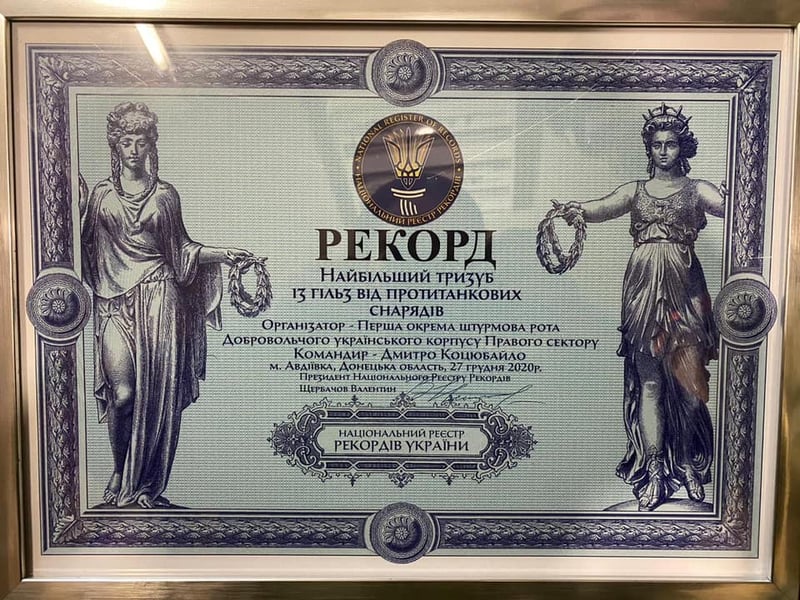 NATIONAL REGISTER OF RECORDS
НАЦІОНАЛЬНИЙ РЕЄСТР РЕКОРДІВ
РЕКОРД
Найбільший тризуб
із гільз від протитанкових
снарядів
Організатор - Перша окрема штурмова рота
Добровольчого українського корпусу Правого сектору
Командир - Дмитро Коцюбайло
м. Авдіївка, Донецька область, 27 грудня 2020р.
Президент Національного Реєстру Рекордів
Щербачов Валентин
НАЦІОНАЛЬНИЙ РЕЄСТР
РЕКОРДІВ УКРАЇНИ